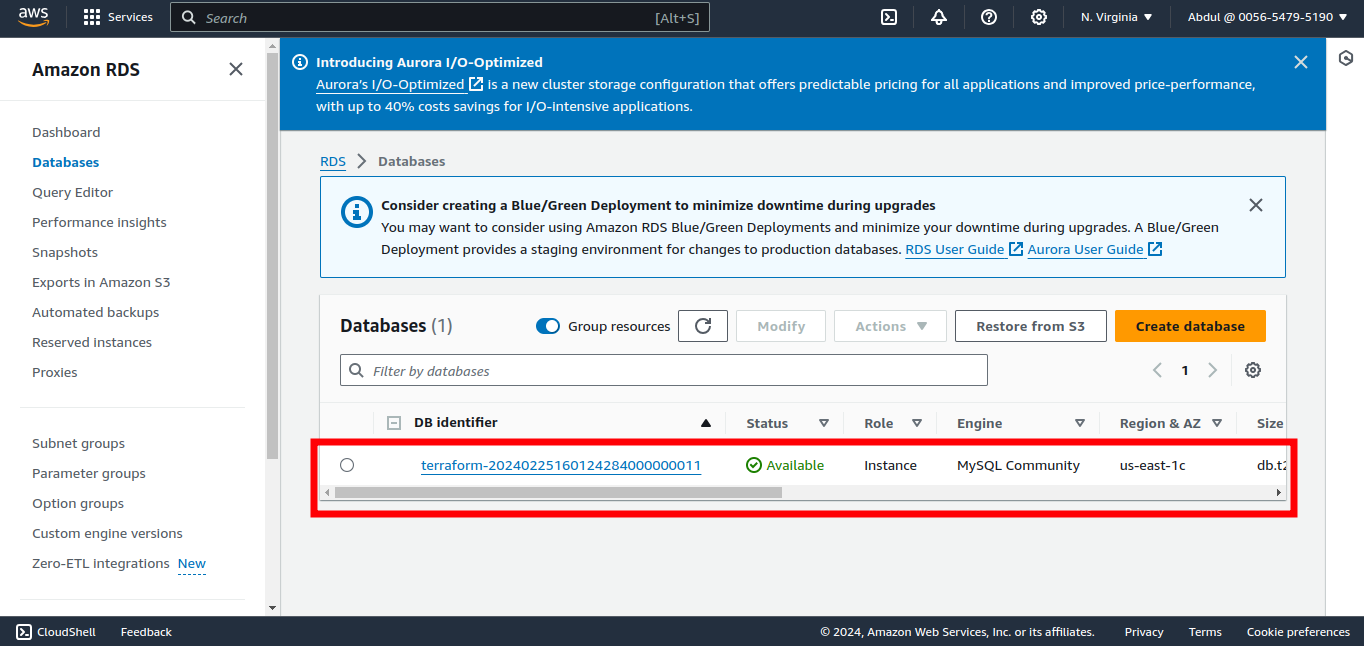 aws
Services
Search [Alt+S]
N. Virginia
Abdul @ 0056-5479-5190
Amazon RDS
Dashboard
Databases
Query Editor
Performance insights
Snapshots
Exports in Amazon S3
Automated backups
Reserved instances
Proxies
Subnet groups
Parameter groups
Option groups
Custom engine versions
Zero-ETL integrations New
Introducing Aurora I/O-Optimized
Aurora's I/O-Optimized is a new cluster storage configuration that offers predictable pricing for all applications and improved price-performance,
with up to 40% costs savings for I/O-intensive applications.
RDS Databases
Consider creating a Blue/Green Deployment to minimize downtime during upgrades
You may want to consider using Amazon RDS Blue/Green Deployments and minimize your downtime during upgrades. A Blue/Green
Deployment provides a staging environment for changes to production databases. RDS User Guide Aurora User Guide
Databases (1)
Group resources
Modify
Actions
Restore from S3
Create database
Filter by databases
1
DB identifier Status Role Engine Region & AZ Size
terraform-20240225160124284000000011 Available Instance MySQL Community us-east-1c db.t2
CloudShell Feedback
© 2024, Amazon Web Services, Inc. or its affiliates. Privacy Terms Cookie preferences